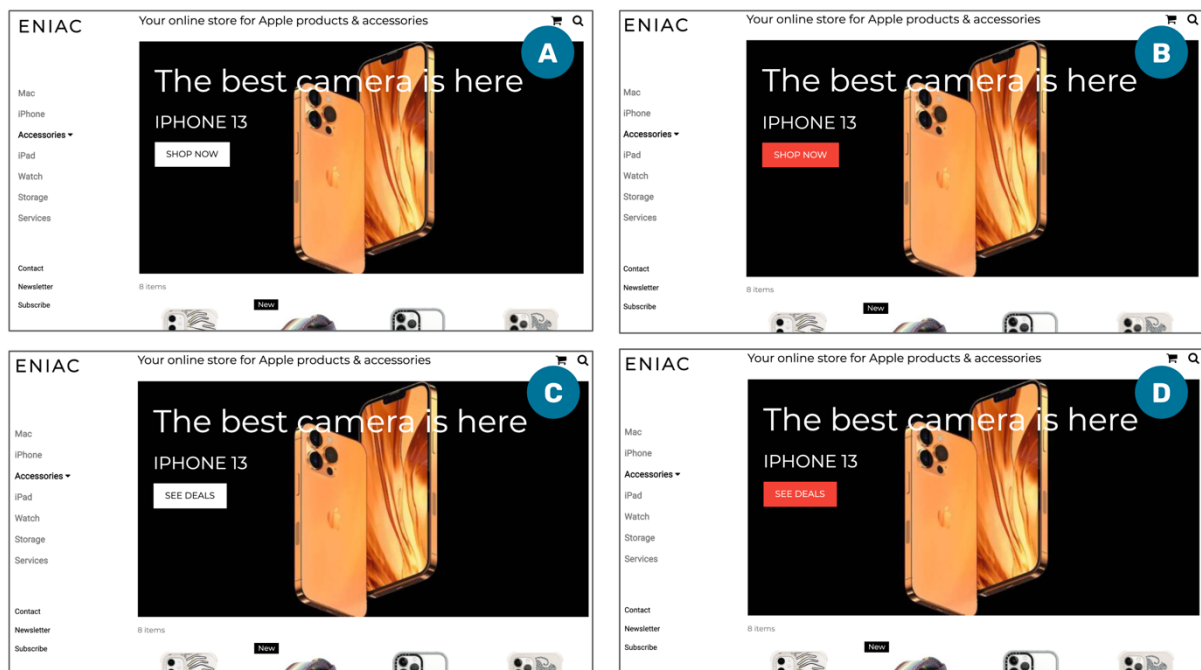 ENIAC
Your online store for Apple products & accessories
A
The best camera is here
IPHONE 13
SHOP NOW
Mac
iPhone
Accessories
iPad
Watch
Storage
Services
Contact
Newsletter
Subscribe
8 items
New
ENIAC
Your online store for Apple products & accessories
B
The best camera is here
IPHONE 13
SHOP NOW
Mac
iPhone
Accessories
iPad
Watch
Storage
Services
Contact
Newsletter
Subscribe
8 items
New
ENIAC
Your online store for Apple products & accessories
C
The best camera is here
IPHONE 13
SEE DEALS
Mac
iPhone
Accessories
iPad
Watch
Storage
Services
Contact
Newsletter
Subscribe
8 items
New
ENIAC
Your online store for Apple products & accessories
D
The best camera is here
IPHONE 13
SEE DEALS
Mac
iPhone
Accessories
iPad
Watch
Storage
Services
Contact
Newsletter
Subscribe
8 items
New